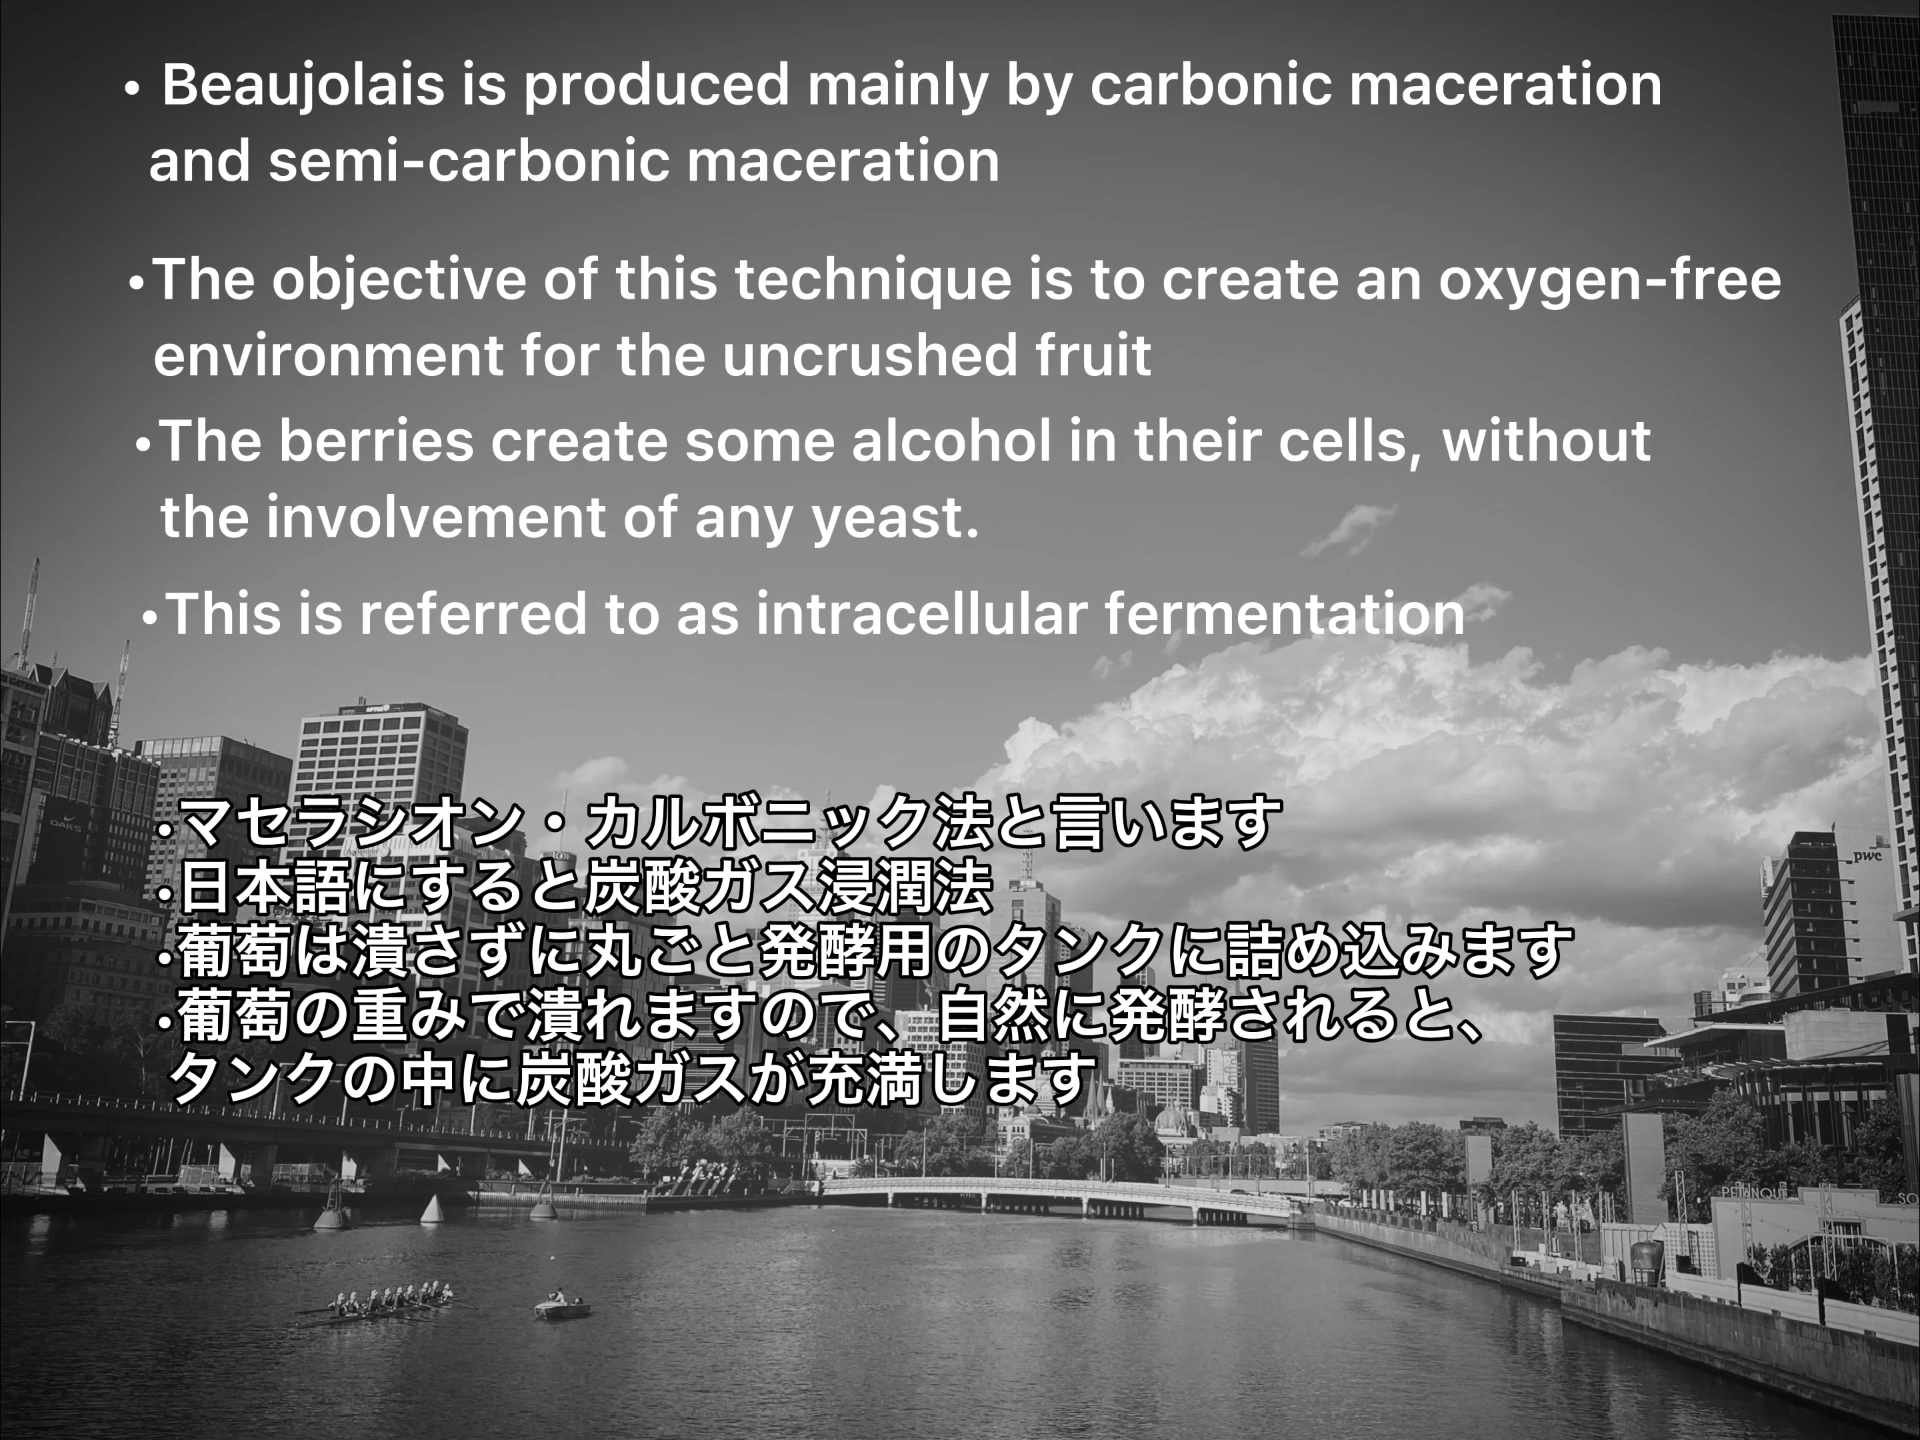 • Beaujolais is produced mainly by carbonic maceration
and semi-carbonic maceration
•The objective of this technique is to create an oxygen-free
environment for the uncrushed fruit
•The berries create some alcohol in their cells, without
the involvement of any yeast.
•This is referred to as intracellular fermentation
•マセラシオン・カルボニック法と言います
•日本語にすると炭酸ガス浸潤法
•葡萄は潰さずに丸ごと発酵用のタンクに詰め込みます
•葡萄の重みで潰れますので、自然に発酵されると、
タンクの中に炭酸ガスが充満します
OAKS
pwc
PETANQUE
SO